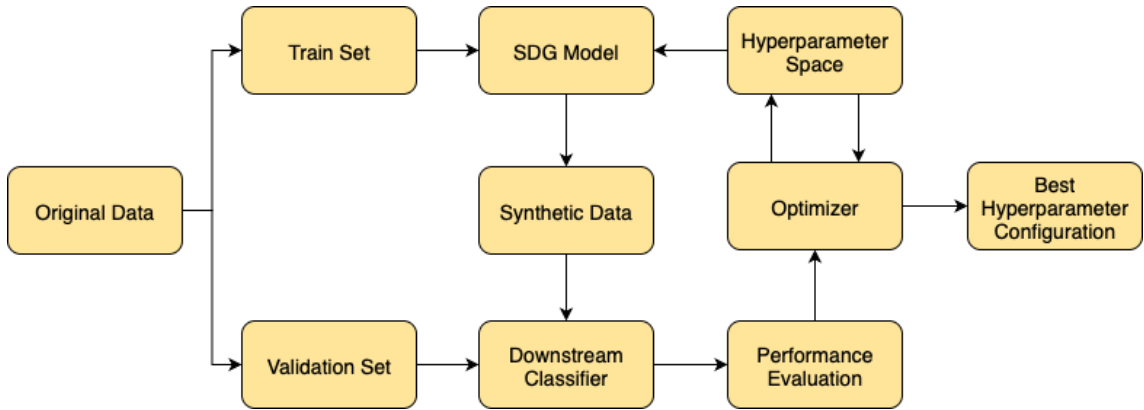 Train Set
SDG Model
Hyperparameter
Space
Original Data
Synthetic Data
Optimizer
Best
Hyperparameter
Configuration
Validation Set
Downstream
Classifier
Performance
Evaluation